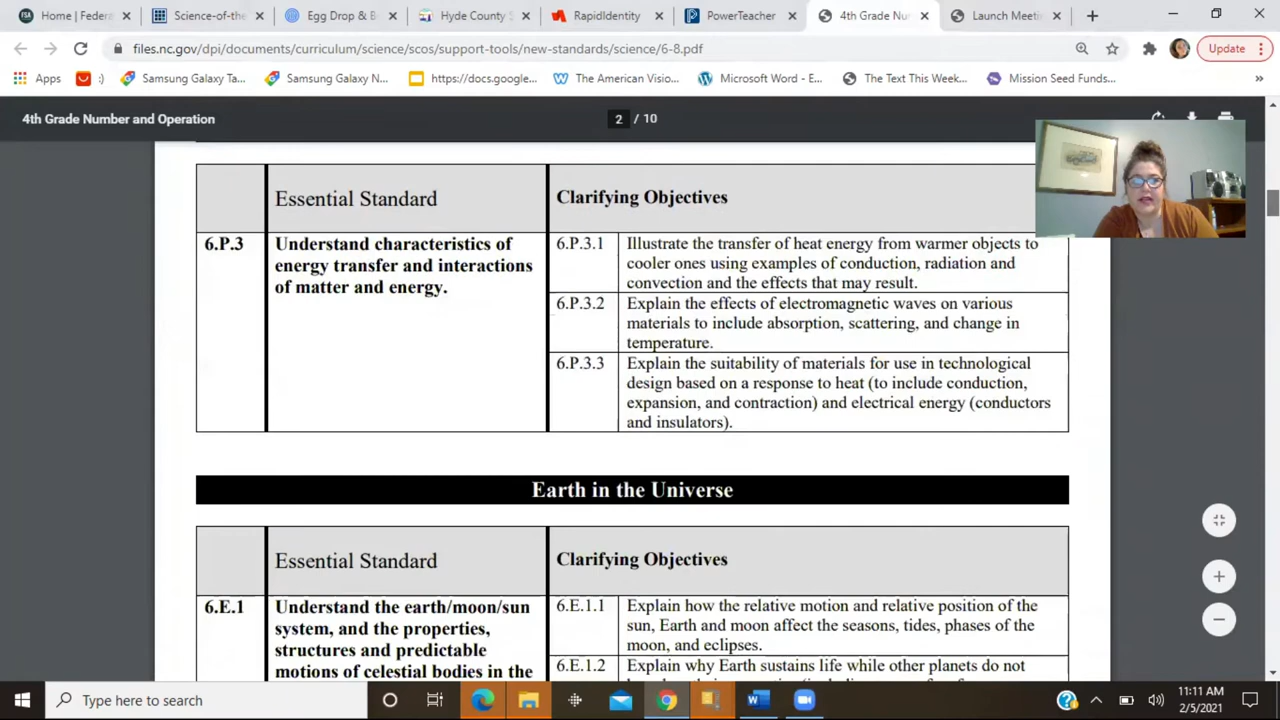 Home | Federa
Science-of-the
Egg Drop & B
Hyde County S
RapidIdentity
PowerTeacher
4th Grade Nu
Launch Meeti
files.nc.gov/dpi/documents/curriculum/science/scos/support-tools/new-standards/science/6-8.pdf
Update
Apps
:)
Samsung Galaxy Ta...
Samsung Galaxy N...
https://docs.google...
The American Visio...
Microsoft Word - E...
The Text This Week...
Mission Seed Funds...
»
4th Grade Number and Operation
2 / 10
Essential Standard
Clarifying Objectives
6.P.3
Understand characteristics of
energy transfer and interactions
of matter and energy.
6.P.3.1
Illustrate the transfer of heat energy from warmer objects to
cooler ones using examples of conduction, radiation and
convection and the effects that may result.
6.P.3.2
Explain the effects of electromagnetic waves on various
materials to include absorption, scattering, and change in
temperature.
6.P.3.3
Explain the suitability of materials for use in technological
design based on a response to heat (to include conduction,
expansion, and contraction) and electrical energy (conductors
and insulators).
Earth in the Universe
Essential Standard
Clarifying Objectives
6.E.1
Understand the earth/moon/sun
system, and the properties,
structures and predictable
motions of celestial bodies in the
6.E.1.1
Explain how the relative motion and relative position of the
sun, Earth and moon affect the seasons, tides, phases of the
moon, and eclipses.
6.E.1.2
Explain why Earth sustains life while other planets do not
Type here to search
11:11 AM
2/5/2021